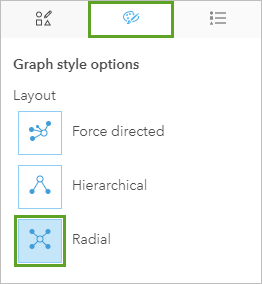 Graph style options
Layout
Force directed
Hierarchical
Radial